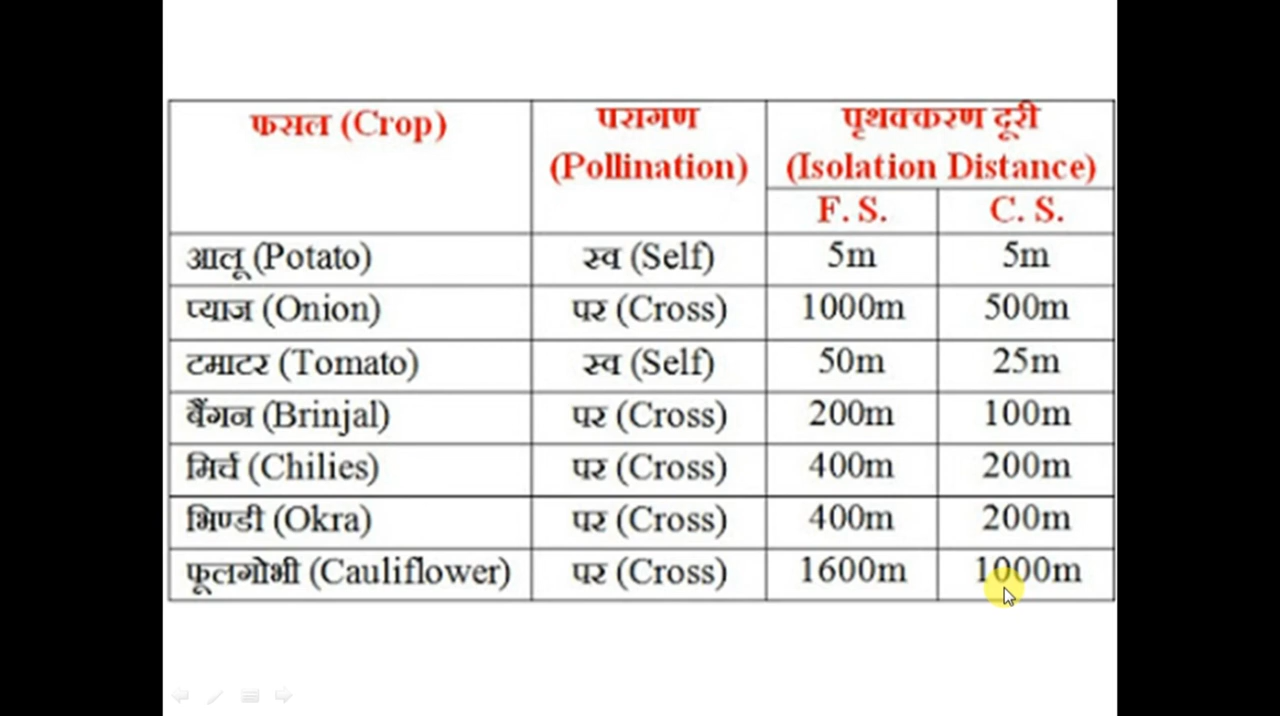 फसल (Crop) परागण पृथक्करण दूरी
(Pollination) (Isolation Distance)
F. S. C. S.
आलू (Potato) स्व (Self) 5m 5m
प्याज (Onion) पर (Cross) 1000m 500m
टमाटर (Tomato) स्व (Self) 50m 25m
बैंगन (Brinjal) पर (Cross) 200m 100m
मिर्च (Chilies) पर (Cross) 400m 200m
भिण्डी (Okra) पर (Cross) 400m 200m
फूलगोभी (Cauliflower) पर (Cross) 1600m 1000m